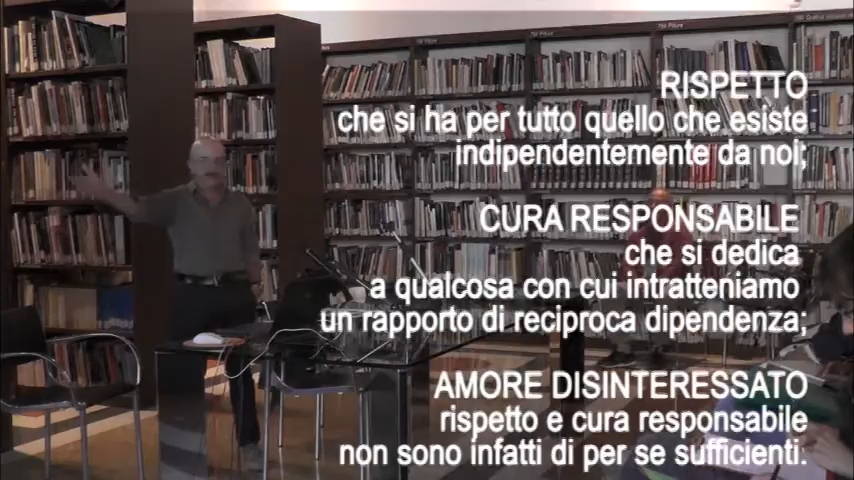 RISPETTO
che si ha per tutto quello che esiste
indipendentemente da noi;
CURA RESPONSABILE
che si dedica
a qualcosa con cui intratteniamo
un rapporto di reciproca dipendenza;
AMORE DISINTERESSATO
rispetto e cura responsabile
non sono infatti di per se sufficienti.